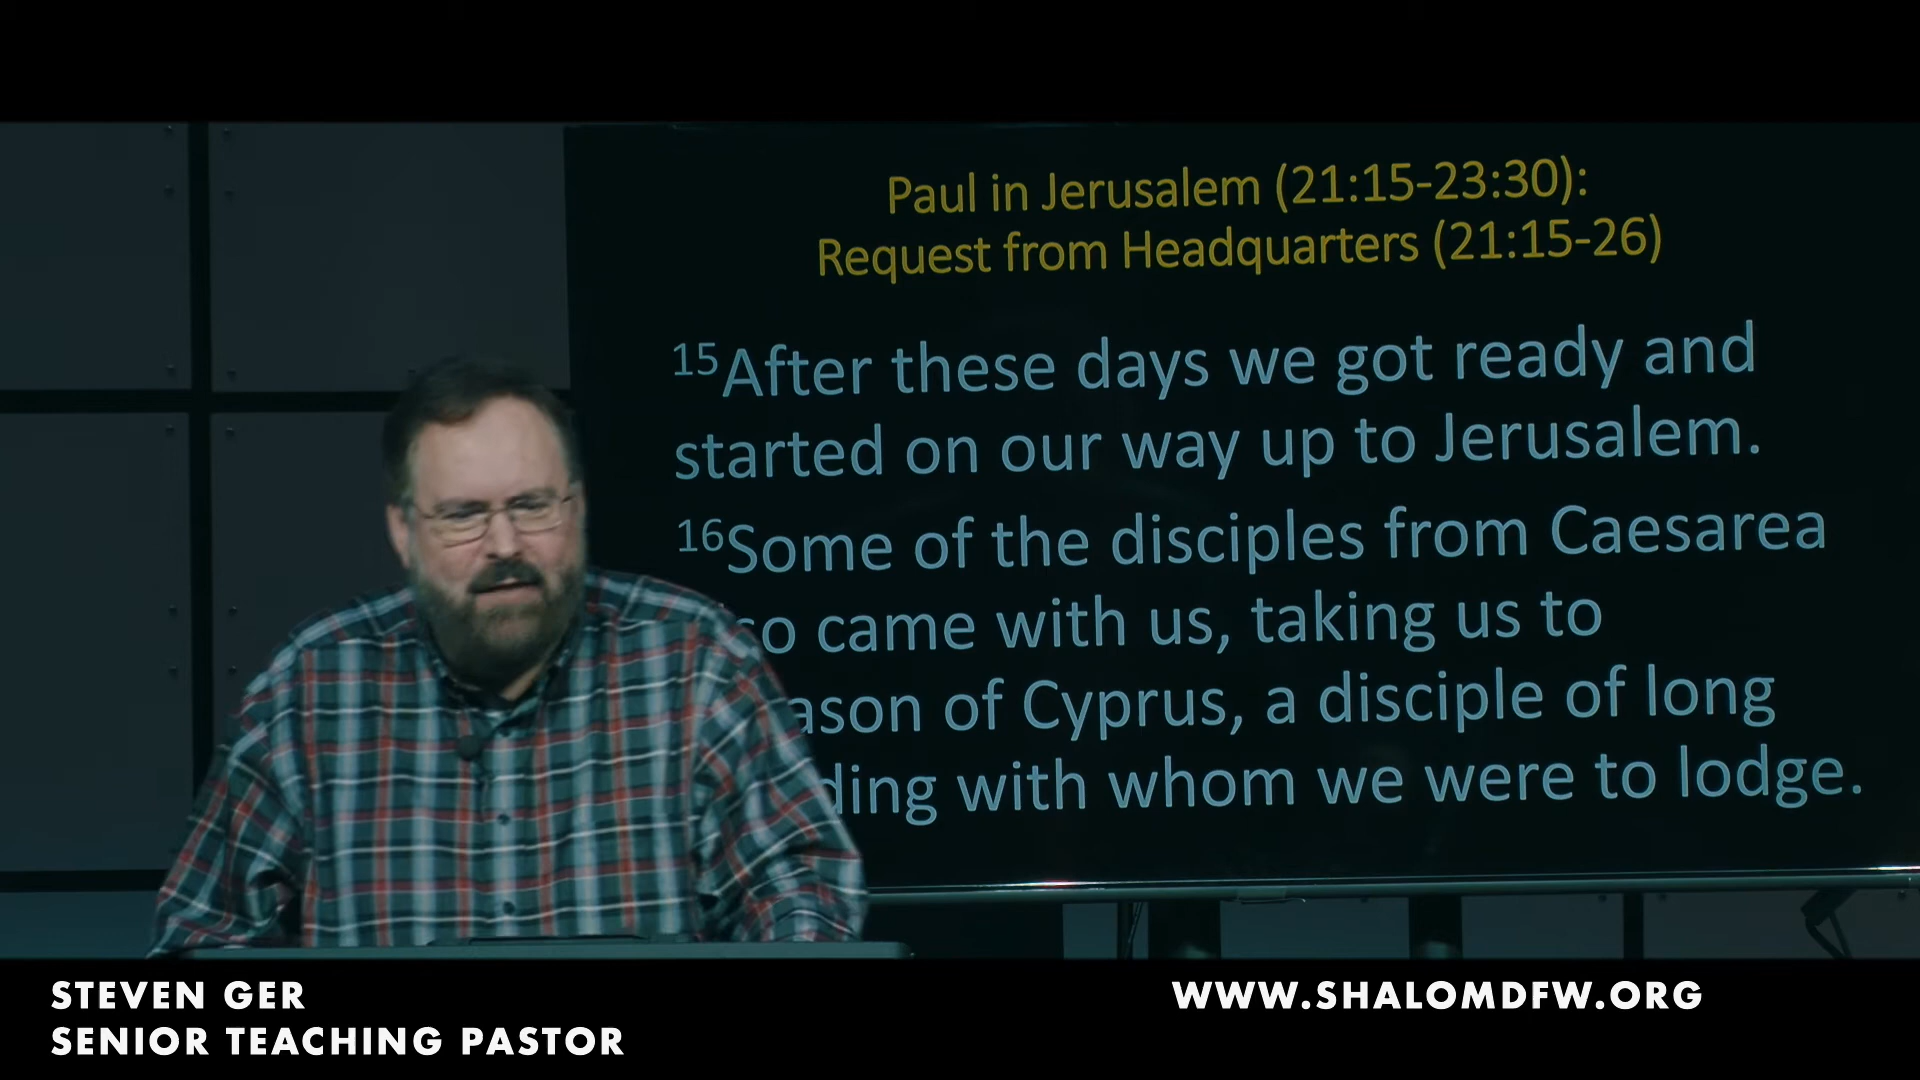 Paul in Jerusalem (21:15-23:30):
Request from Headquarters (21:15-26)
15After these days we got ready and
started on our way up to Jerusalem.
16Some of the disciples from Caesarea
came with us, taking us to
of Cyprus, a disciple of long
with whom we were to lodge.
STEVEN GER
SENIOR TEACHING PASTOR
WWW.SHALOMDFW.ORG